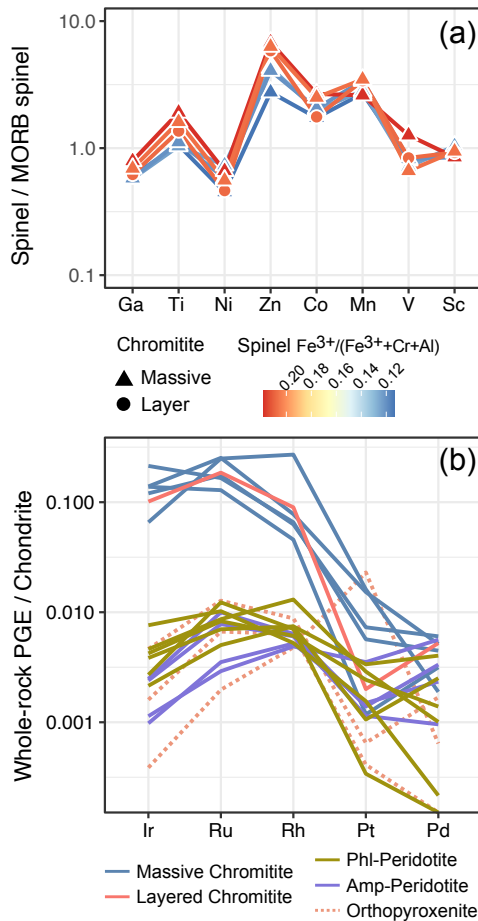 (a)
Spinel / MORB spinel
10.0
1.0
0.1
Ga Ti Ni Zn Co Mn V Sc
Chromitite
Massive
Layer
Spinel Fe3+/(Fe3++Cr+Al)
0.20 0.18 0.16 0.14 0.12
(b)
Whole-rock PGE / Chondrite
0.100
0.010
0.001
Ir Ru Rh Pt Pd
Massive Chromitite
Layered Chromitite
Phl-Peridotite
Amp-Peridotite
Orthopyroxenite